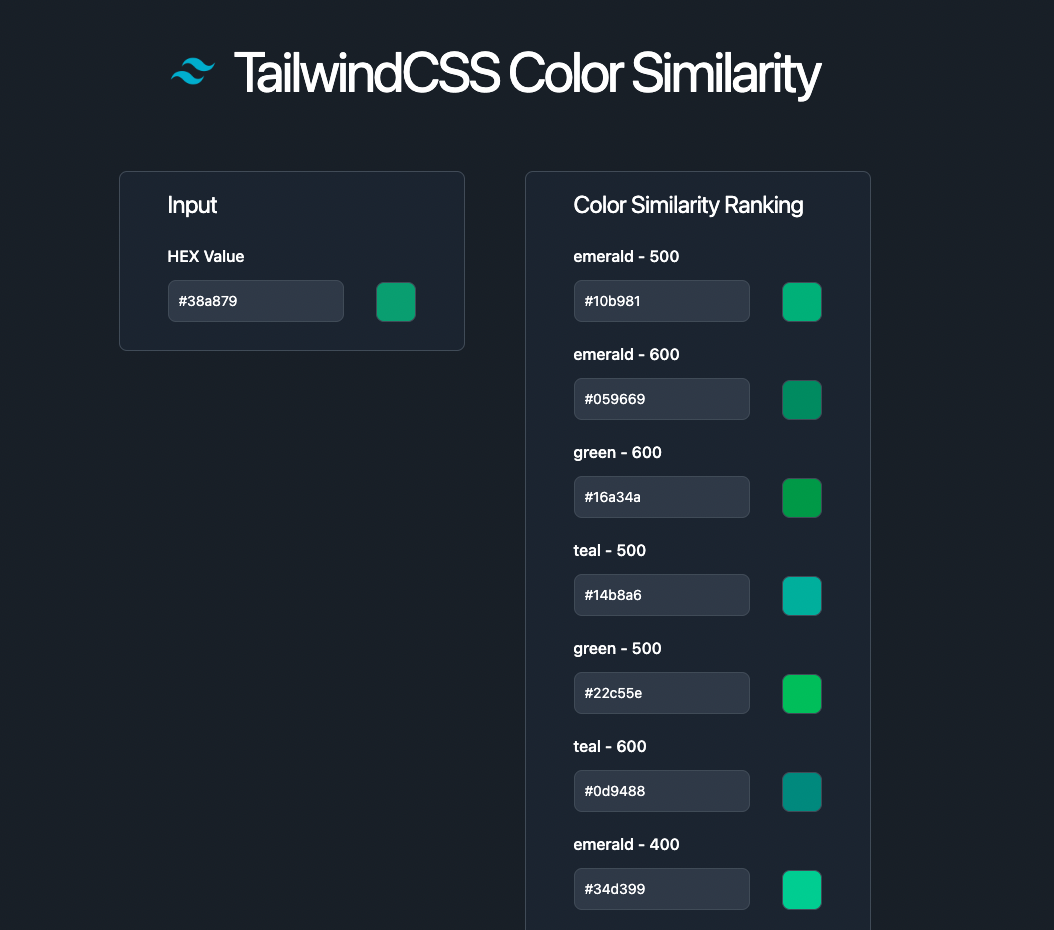 TailwindCSS Color Similarity
Input
HEX Value
#38a879
Color Similarity Ranking
emerald - 500
#10b981
emerald - 600
#059669
green - 600
#16a34a
teal - 500
#14b8a6
green - 500
#22c55e
teal - 600
#0d9488
emerald - 400
#34d399